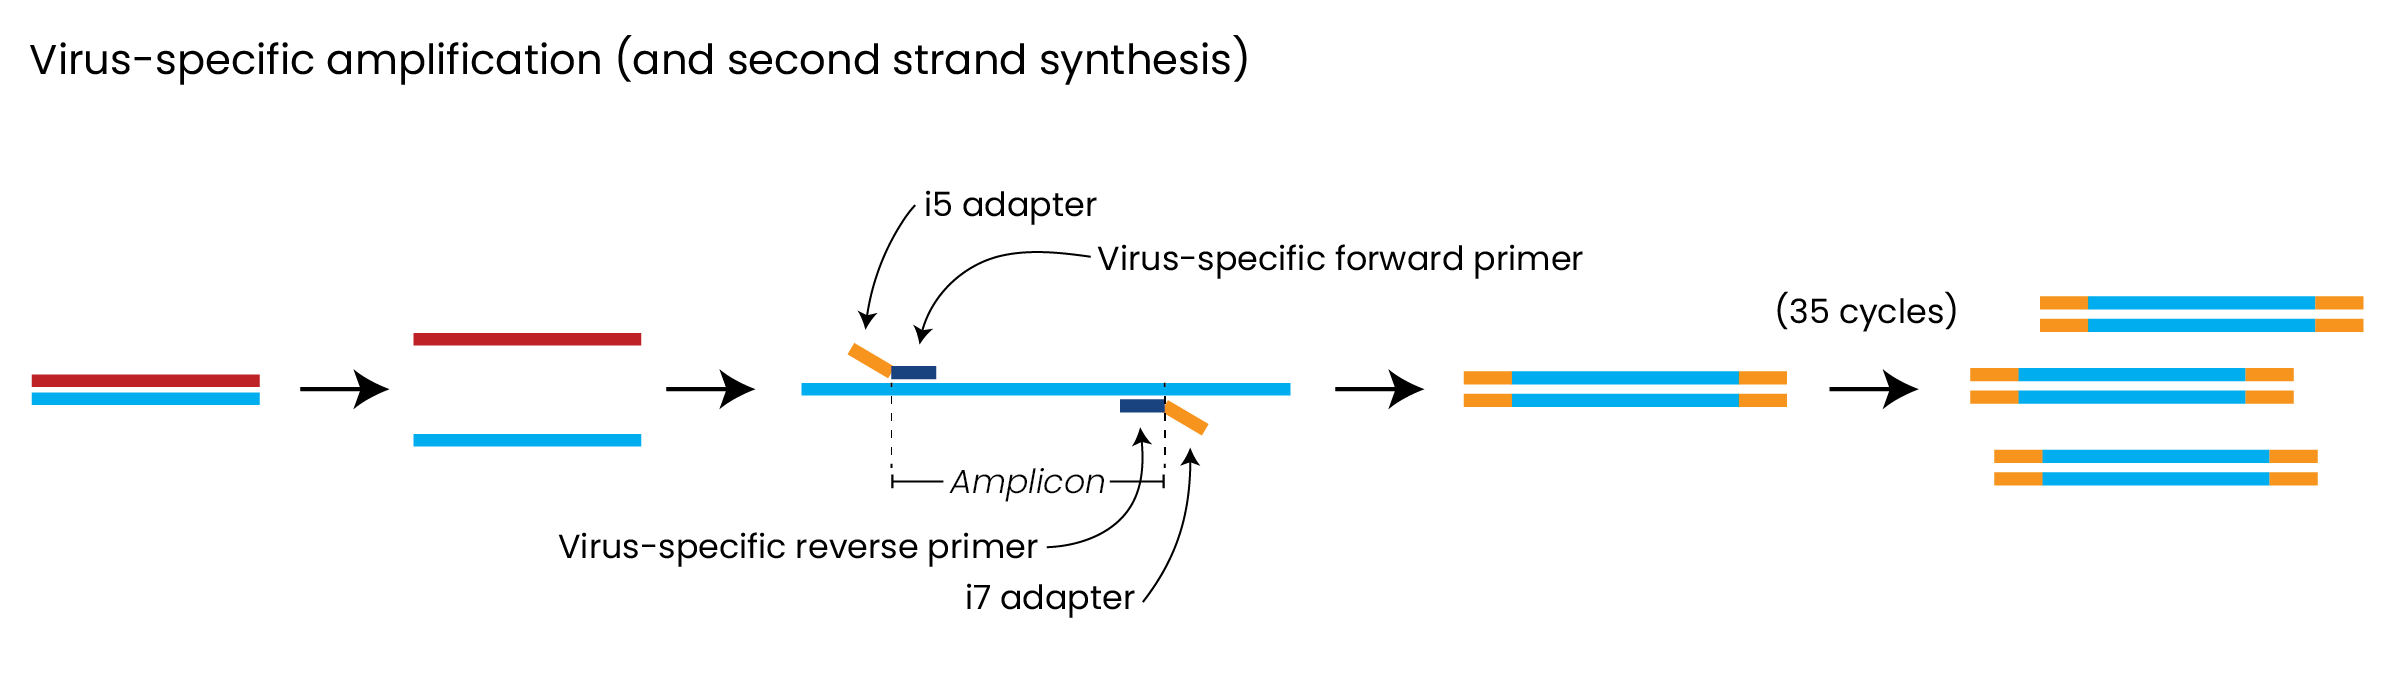 Virus-specific amplification (and second strand synthesis)
i5 adapter
Virus-specific forward primer
(35 cycles)
Amplicon
Virus-specific reverse primer
i7 adapter